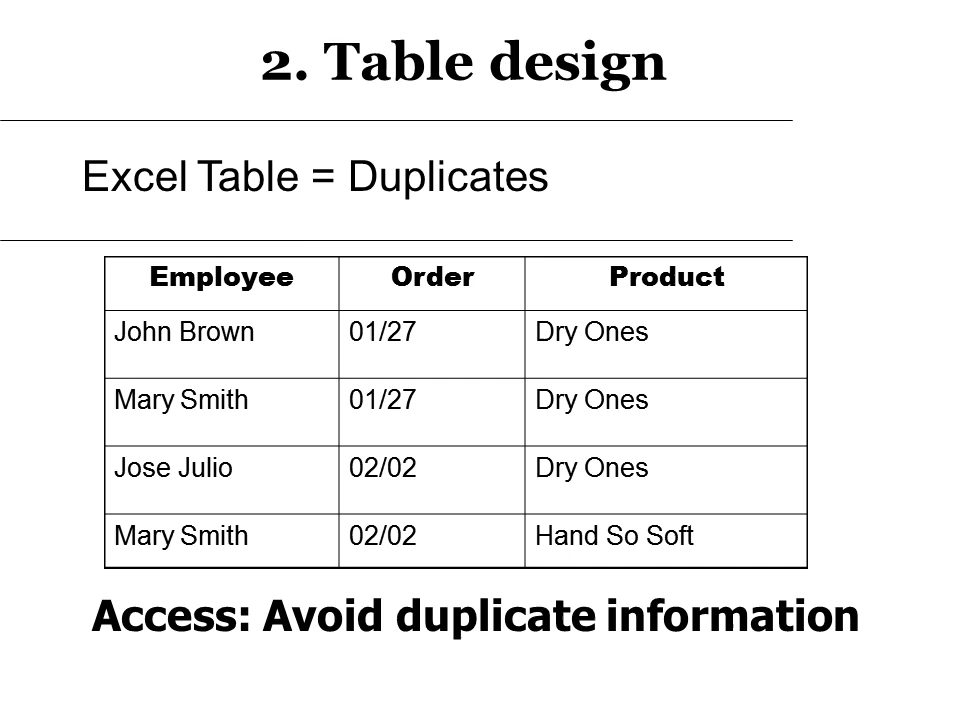 2. Table design
Excel Table = Duplicates
Employee Order Product
John Brown 01/27 Dry Ones
Mary Smith 01/27 Dry Ones
Jose Julio 02/02 Dry Ones
Mary Smith 02/02 Hand So Soft
Access: Avoid duplicate information